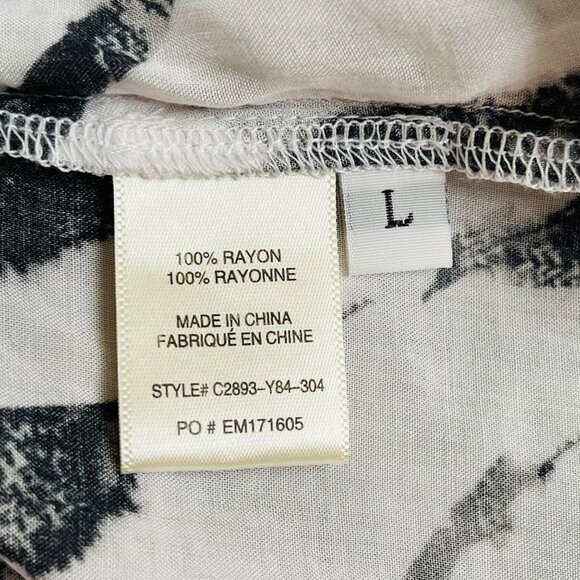 100% RAYON
100% RAYONNE
MADE IN CHINA
FABRIQUÉ EN CHINE
STYLE# C2893-Y84-304
PO # EM171605
L